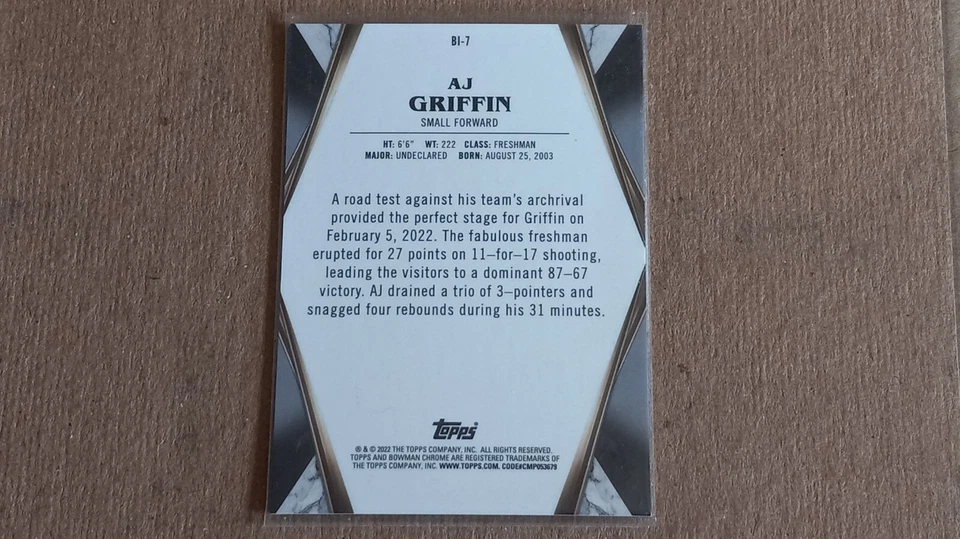 BI-7
AJ
GRIFFIN
SMALL FORWARD
HT: 6'6" WT: 222 CLASS: FRESHMAN
MAJOR: UNDECLARED BORN: AUGUST 25, 2003
A road test against his team's archrival
provided the perfect stage for Griffin on
February 5, 2022. The fabulous freshman
erupted for 27 points on 11–for–17 shooting,
leading the visitors to a dominant 87–67
victory. AJ drained a trio of 3–pointers and
snagged four rebounds during his 31 minutes.
topps
® & © 2022 THE TOPPS COMPANY, INC. ALL RIGHTS RESERVED.
TOPPS AND BOWMAN CHROME ARE REGISTERED TRADEMARKS OF
THE TOPPS COMPANY, INC. WWW.TOPPS.COM. CODE#CMP053679